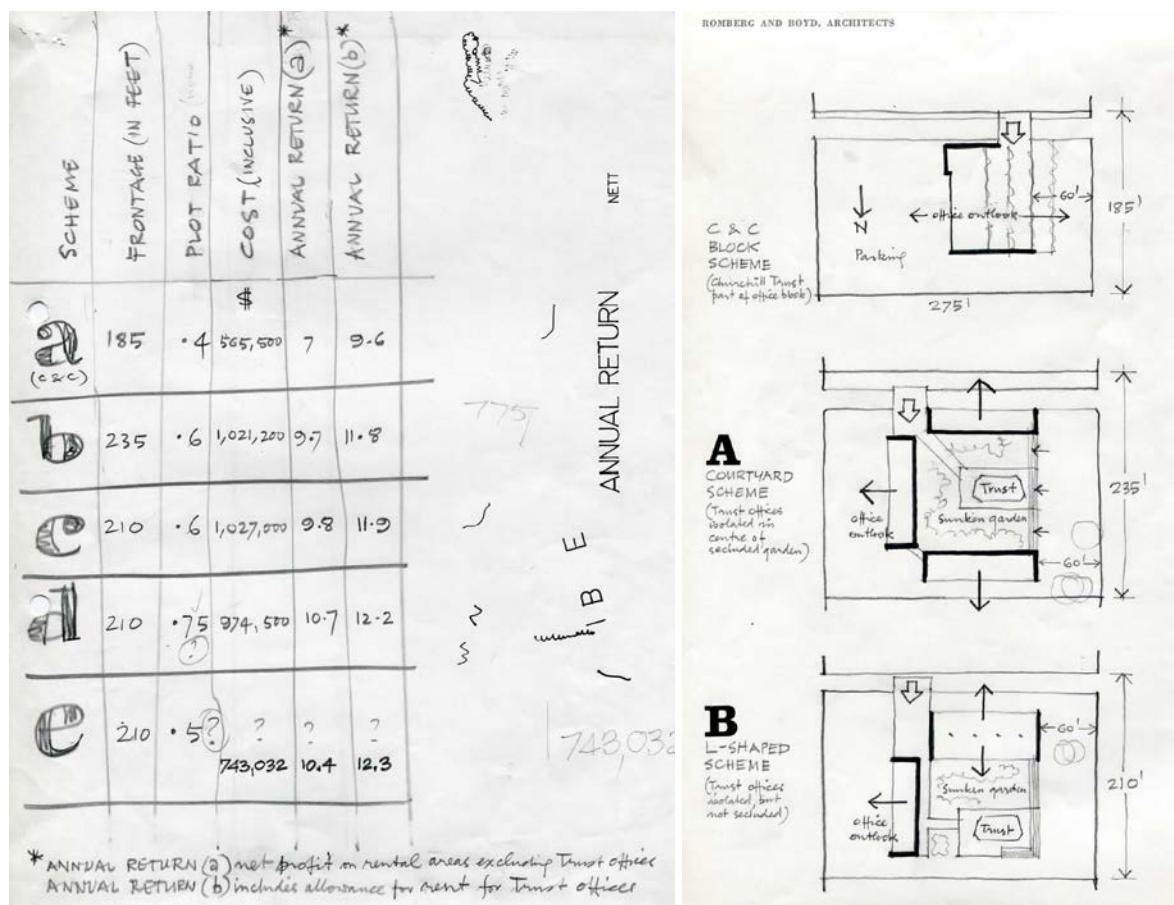 SCHEME
FRONTAGE (IN FEET)
PLOT RATIO
COST (INCLUSIVE)
ANNUAL RETURN (a)*
ANNUAL RETURN (b)*
$
a 185 ·4 565,500 7 9·6
(C & C)
b 235 ·6 1,021,200 9·7 11·8
c 210 ·6 1,027,000 9·8 11·9
d 210 ·75 974,500 10·7 12·2
?
e 210 ·5 ? ? ? ?
743,032 10.4 12.3
NETT
ANNUAL RETURN
I B E
775
743,032
* ANNUAL RETURN (a) net profit on rental areas excluding Trust offices
ANNUAL RETURN (b) includes allowance for rent for Trust offices
ROMBERG AND BOYD, ARCHITECTS
C & C
BLOCK
SCHEME
(Churchill Trust
part of office block)
N
Parking
office outlook
60'
185'
275'
A
COURTYARD
SCHEME
(Trust offices
isolated in
centre of
secluded garden)
office
outlook
Trust
Sunken garden
60'
235'
B
L-SHAPED
SCHEME
(Trust offices
isolated, but
not secluded)
office
outlook
Sunken garden
Trust
60'
210'